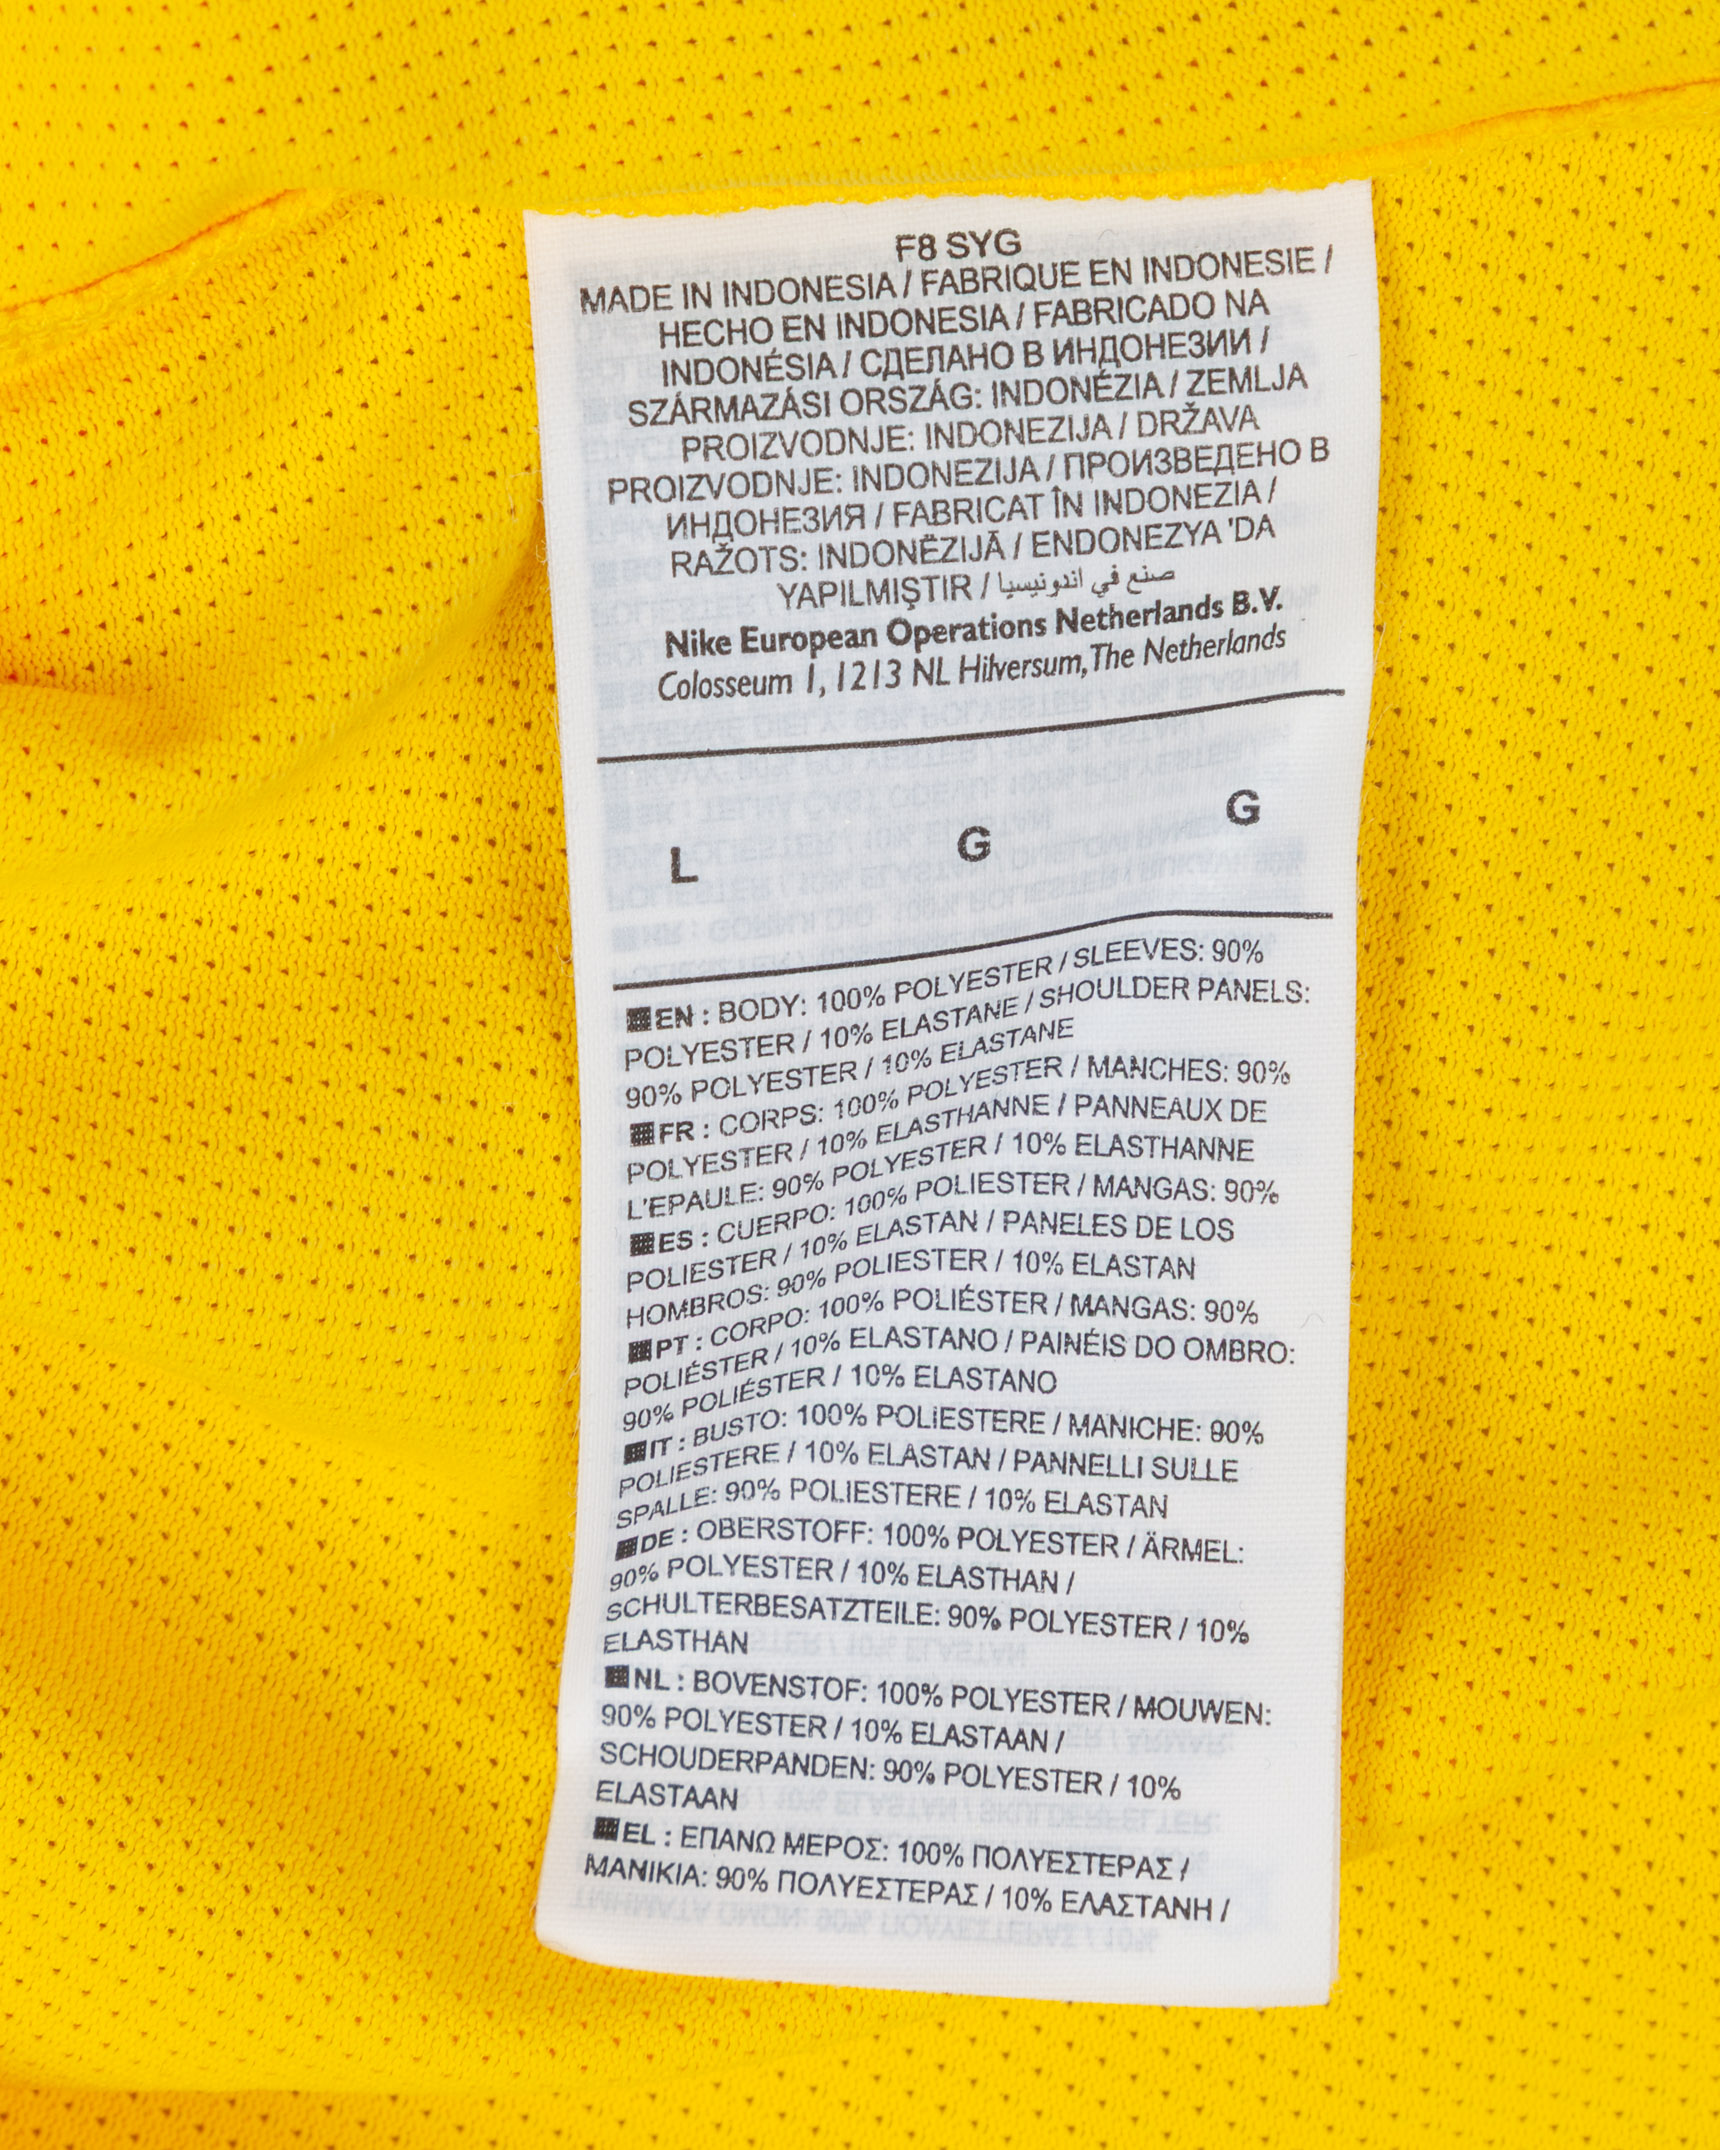 F8 SYG
MADE IN INDONESIA / FABRIQUE EN INDONESIE /
HECHO EN INDONESIA / FABRICADO NA
INDONÉSIA / СДЕЛАНО В ИНДОНЕЗИИ /
SZÁRMAZÁSI ORSZÁG: INDONÉZIA / ZEMLJA
PROIZVODNJE: INDONEZIJA / DRŽAVA
PROIZVODNJE: INDONEZIJA / ПРОИЗВЕДЕНО В
ИНДОНЕЗИЯ / FABRICAT ÎN INDONEZIA /
RAŽOTS: INDONĒZIJĀ / ENDONEZYA 'DA
YAPILMIŞTIR / صنع في اندونيسيا
Nike European Operations Netherlands B.V.
Colosseum 1, 1213 NL Hilversum, The Netherlands
L G G
EN : BODY: 100% POLYESTER / SLEEVES: 90%
POLYESTER / 10% ELASTANE / SHOULDER PANELS:
90% POLYESTER / 10% ELASTANE
FR : CORPS: 100% POLYESTER / MANCHES: 90%
POLYESTER / 10% ELASTHANNE / PANNEAUX DE
L'EPAULE: 90% POLYESTER / 10% ELASTHANNE
ES : CUERPO: 100% POLIESTER / MANGAS: 90%
POLIESTER / 10% ELASTAN / PANELES DE LOS
HOMBROS: 90% POLIESTER / 10% ELASTAN
PT : CORPO: 100% POLIÉSTER / MANGAS: 90%
POLIÉSTER / 10% ELASTANO / PAINÉIS DO OMBRO:
90% POLIÉSTER / 10% ELASTANO
IT : BUSTO: 100% POLIESTERE / MANICHE: 90%
POLIESTERE / 10% ELASTAN / PANNELLI SULLE
SPALLE: 90% POLIESTERE / 10% ELASTAN
DE : OBERSTOFF: 100% POLYESTER / ÄRMEL:
90% POLYESTER / 10% ELASTHAN /
SCHULTERBESATZTEILE: 90% POLYESTER / 10%
ELASTHAN
NL : BOVENSTOF: 100% POLYESTER / MOUWEN:
90% POLYESTER / 10% ELASTAAN /
SCHOUDERPANDEN: 90% POLYESTER / 10%
ELASTAAN
EL : ΕΠΑΝΩ ΜΕΡΟΣ: 100% ΠΟΛΥΕΣΤΕΡΑΣ /
ΜΑΝΙΚΙΑ: 90% ΠΟΛΥΕΣΤΕΡΑΣ / 10% ΕΛΑΣΤΑΝΗ /